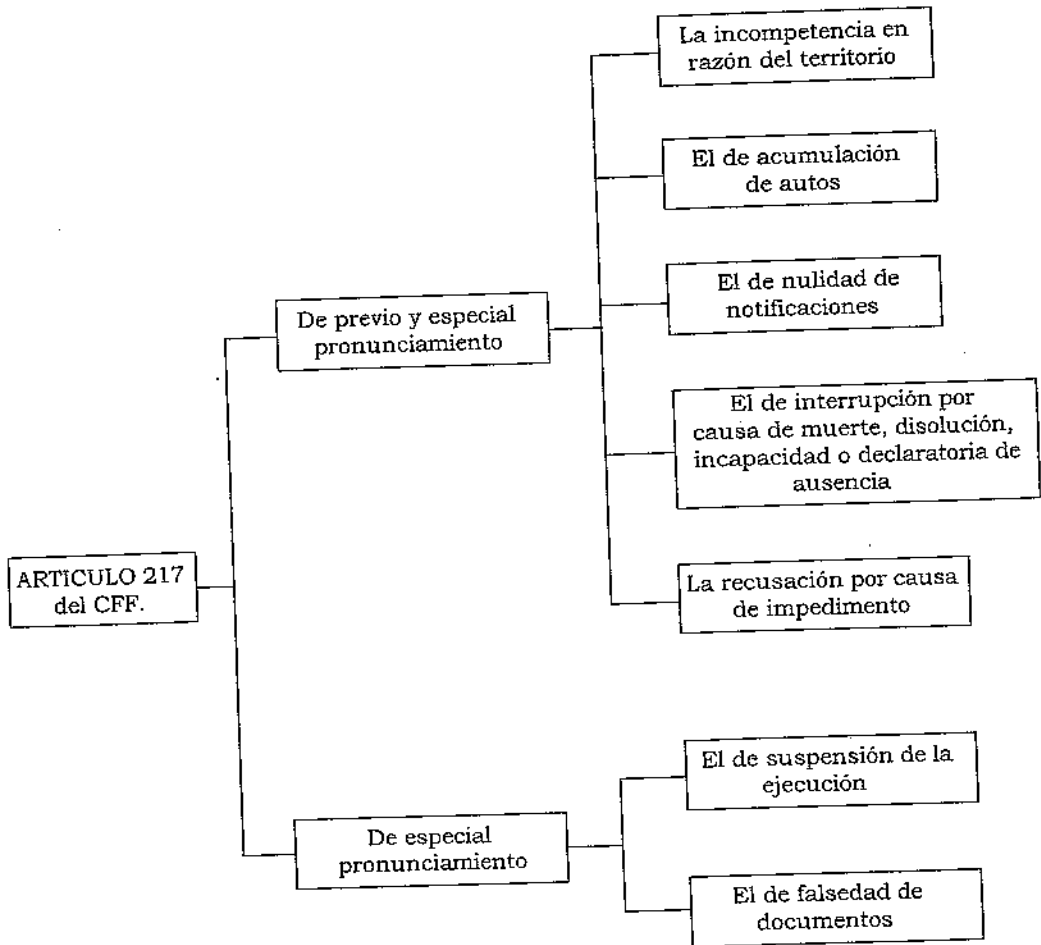 La incompetencia en
razón del territorio
El de acumulación
de autos
El de nulidad de
notificaciones
De previo y especial
pronunciamiento
El de interrupción por
causa de muerte, disolución,
incapacidad o declaratoria de
ausencia
ARTICULO 217
del CFF.
La recusación por causa
de impedimento
El de suspensión de la
ejecución
De especial
pronunciamiento
El de falsedad de
documentos